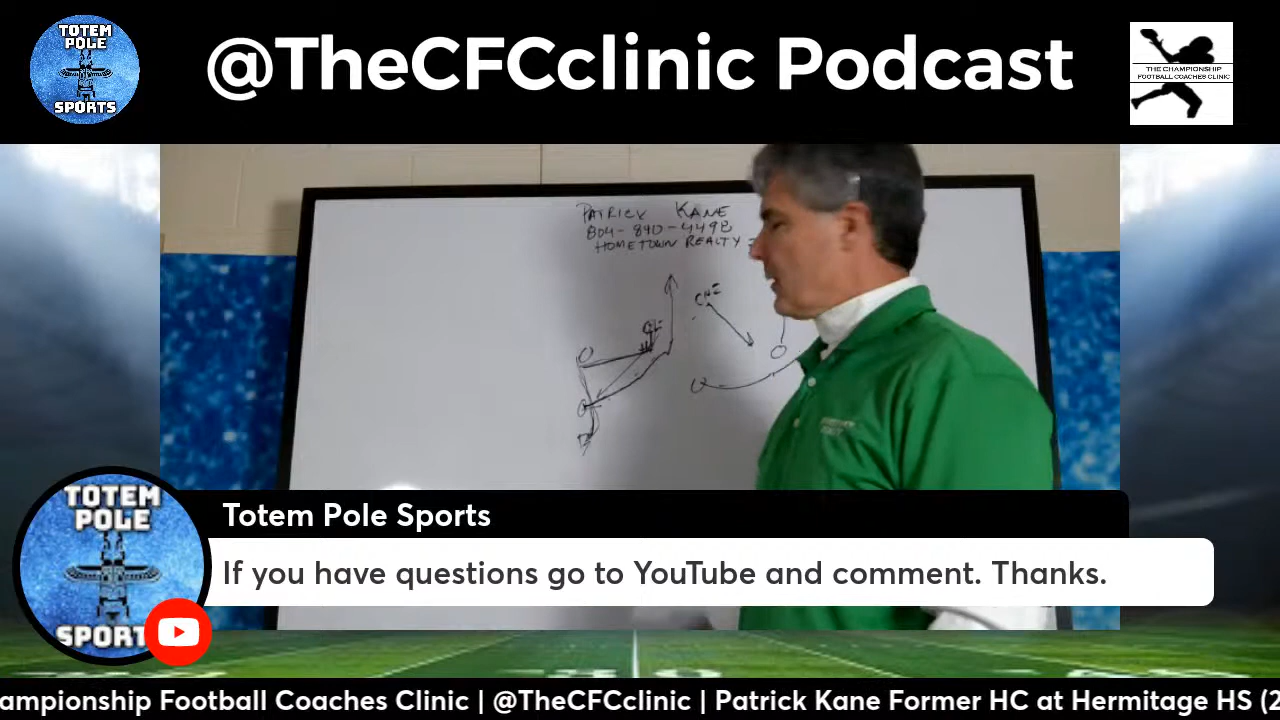 TOTEM
POLE
SPORTS
@TheCFCclinic Podcast
THE CHAMPIONSHIP
FOOTBALL COACHES CLINIC
PATRICK KANE
804-890-4498
HOMETOWN REALTY
TOTEM
POLE
SPORT
Totem Pole Sports
If you have questions go to YouTube and comment. Thanks.
ampionship Football Coaches Clinic | @TheCFCclinic | Patrick Kane Former HC at Hermitage HS (2